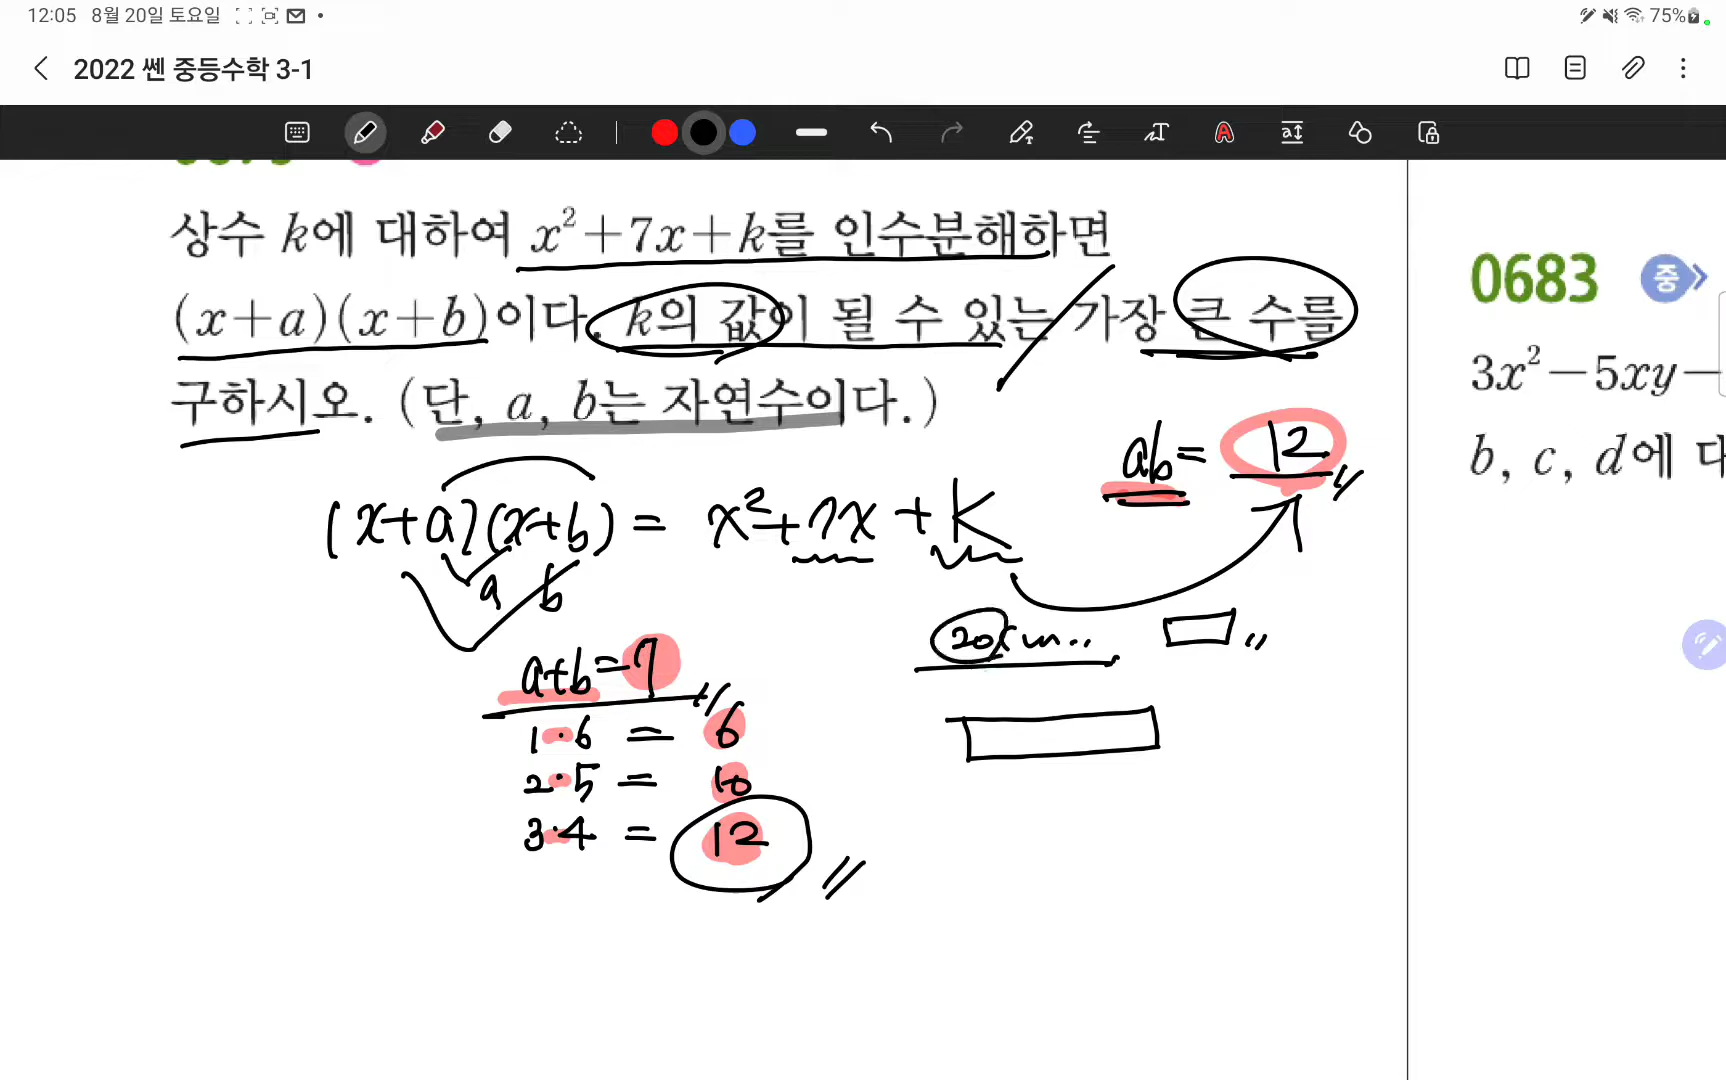 12:05 8월 20일 토요일
75%
2022 쎈 중등수학 3-1
상수 k에 대하여 x²+7x+k를 인수분해하면
(x+a)(x+b)이다. k의 값이 될 수 있는 가장 큰 수를
구하시오. (단, a, b는 자연수이다.)
ab = 12
(x+a)(x+b) = x²+7x+k
a b
a+b=7
1·6 = 6
2·5 = 10
3·4 = 12
20cm..
0683 중
3x²-5xy-
b, c, d에 대